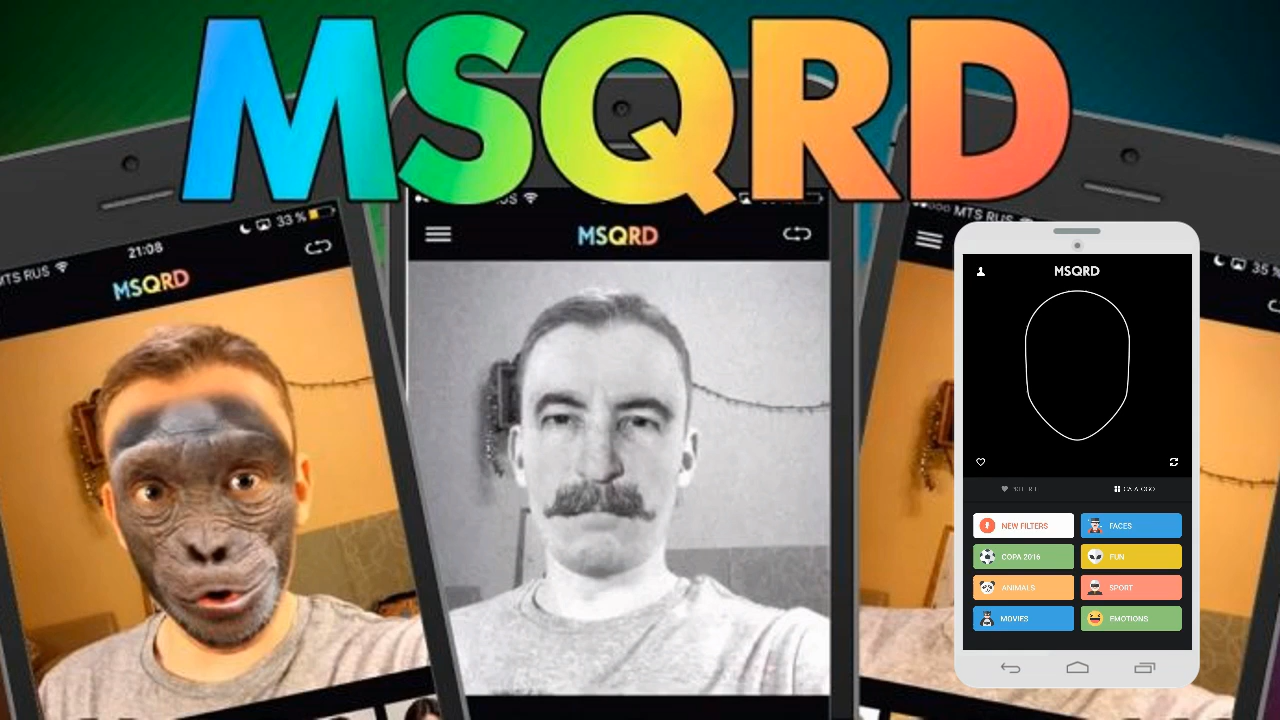 MSQRD
33 %
21:08
MTS RUS
MSQRD
MSQRD
MTS RUS
35 %
MSQRD
CATALOGO
NEW FILTERS
FACES
COPA 2016
FUN
ANIMALS
SPORT
MOVIES
EMOTIONS